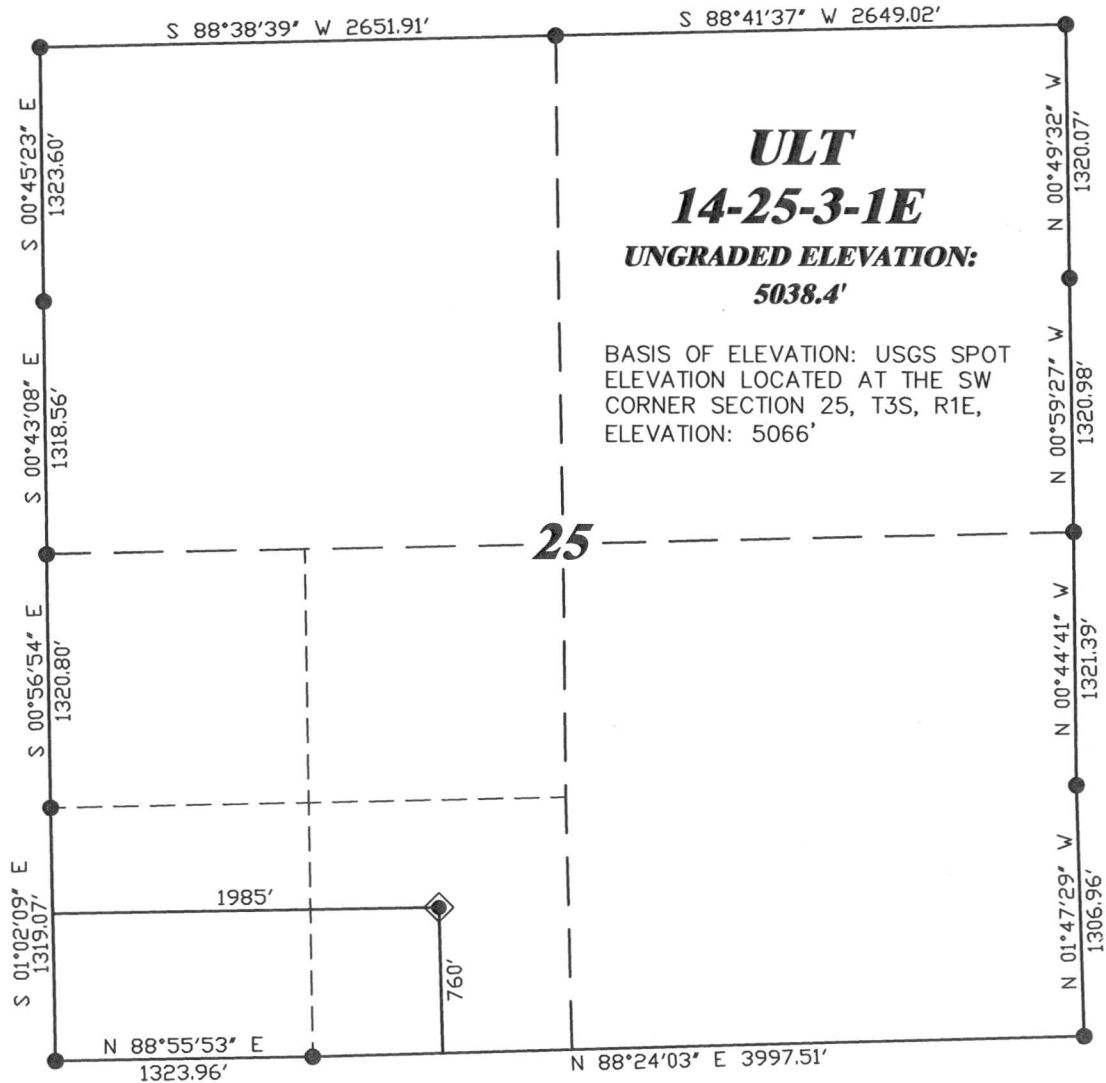 S 88°38'39" W 2651.91'
S 88°41'37" W 2649.02'
S 00°45'23" E
1323.60'
N 00°49'32" W
1320.07'
ULT
14-25-3-1E
UNGRADED ELEVATION:
5038.4'
BASIS OF ELEVATION: USGS SPOT
ELEVATION LOCATED AT THE SW
CORNER SECTION 25, T3S, R1E,
ELEVATION: 5066'
S 00°43'08" E
1318.56'
N 00°59'27" W
1320.98'
25
S 00°56'54" E
1320.80'
N 00°44'41" W
1321.39'
S 01°02'09" E
1319.07'
1985'
760'
N 01°47'29" W
1306.96'
N 88°55'53" E
1323.96'
N 88°24'03" E 3997.51'